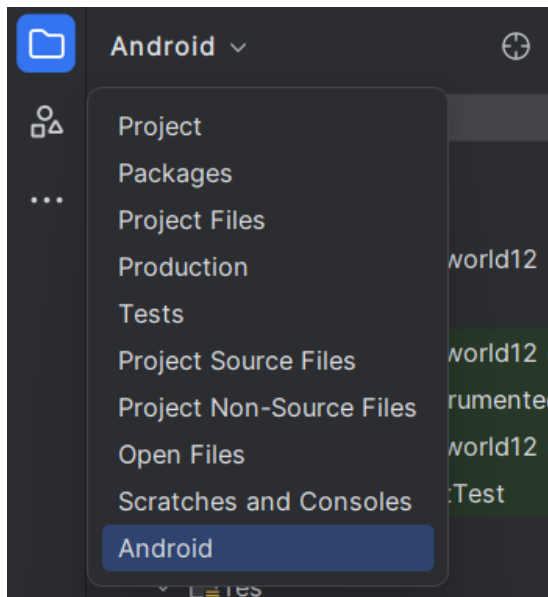 Android
Project
Packages
Project Files
world12
Production
Tests
world12
Project Source Files
rumente
Project Non-Source Files
world12
Open Files
:Test
Scratches and Consoles
Android